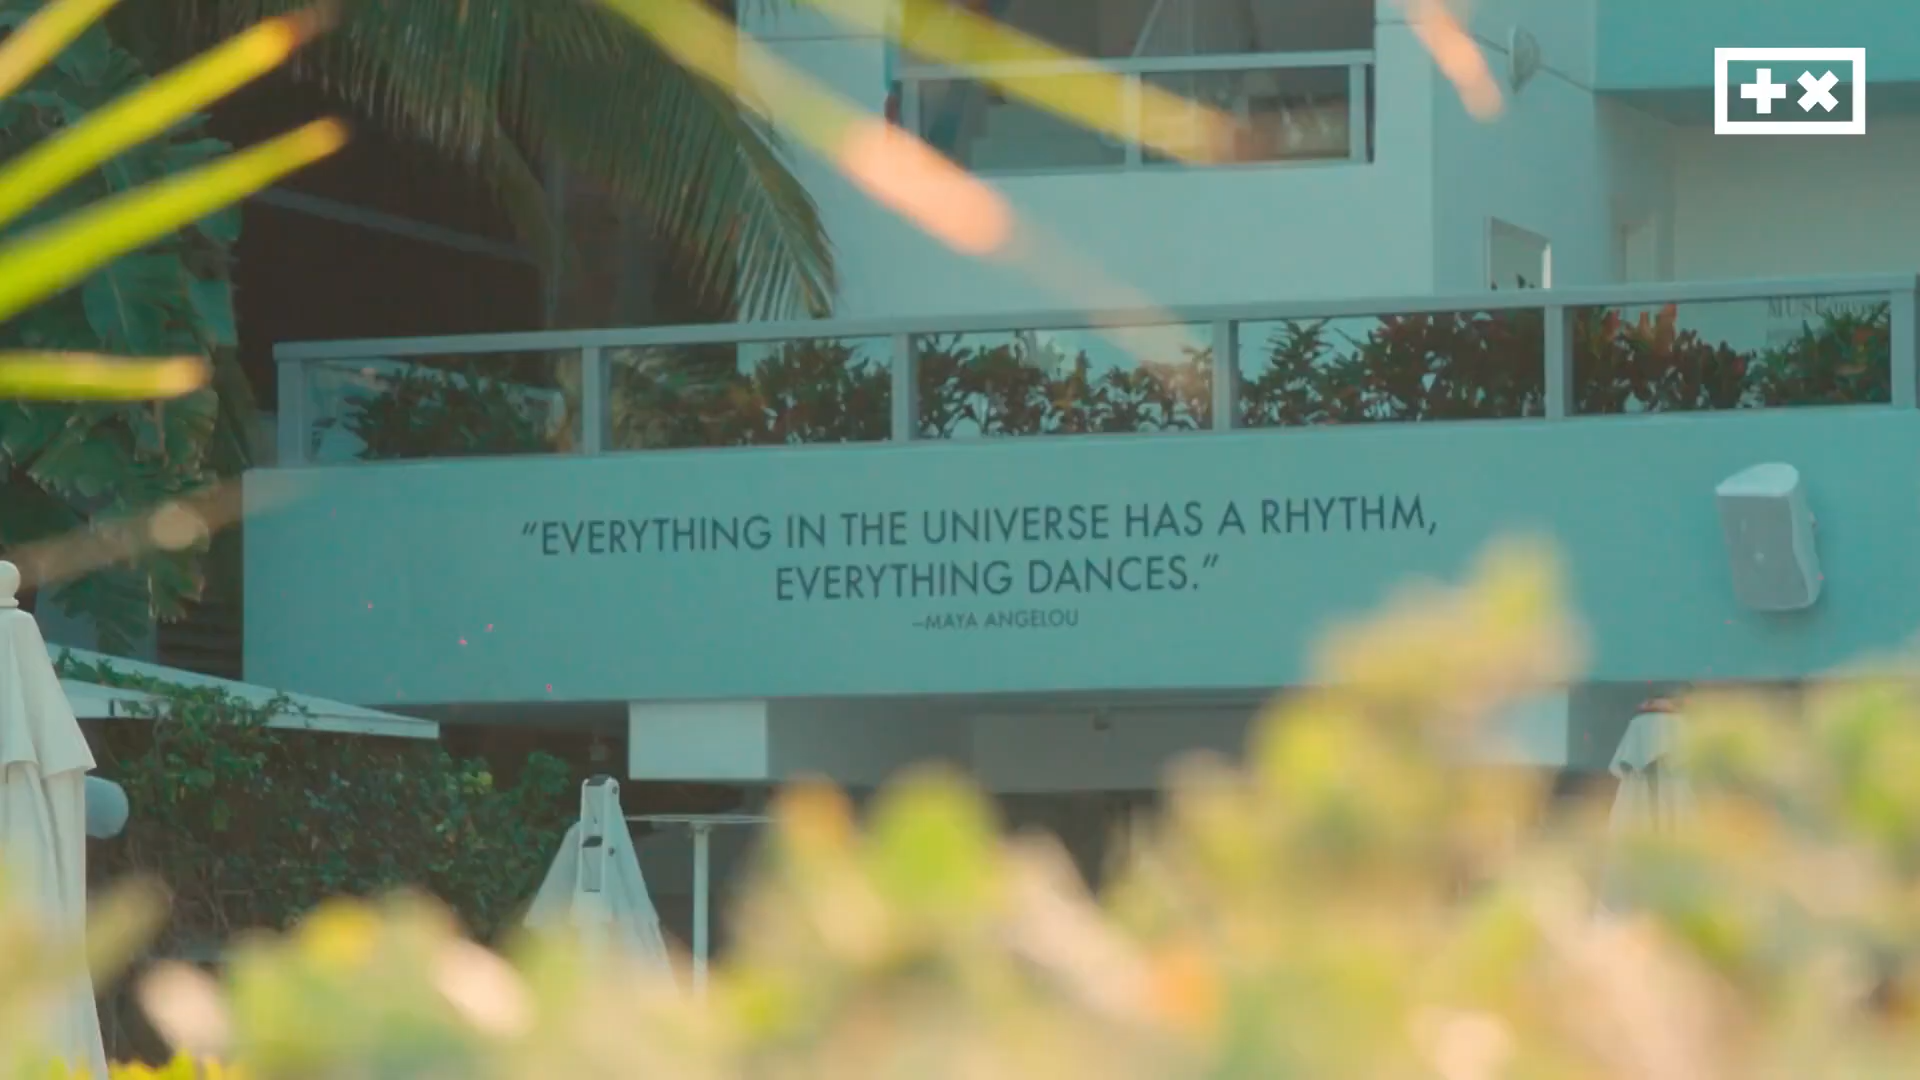 “EVERYTHING IN THE UNIVERSE HAS A RHYTHM,
EVERYTHING DANCES.”
–MAYA ANGELOU